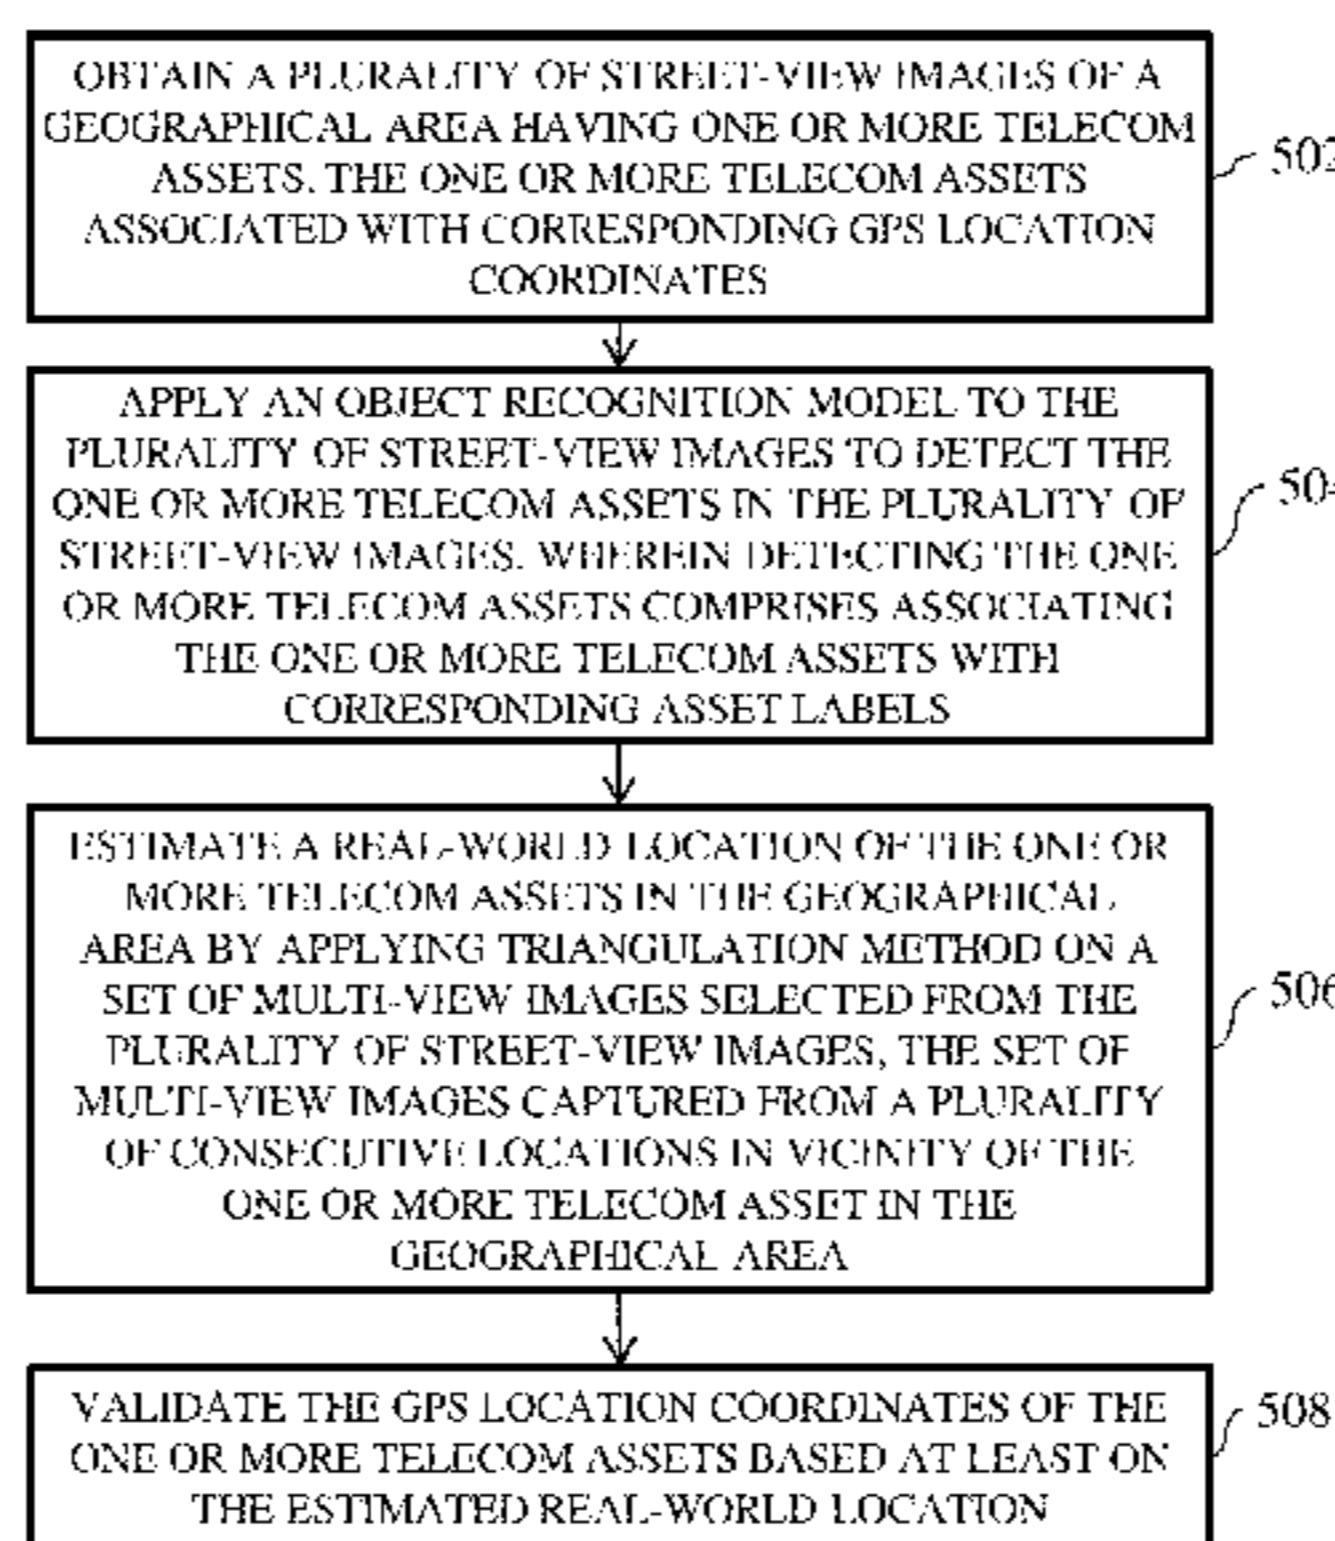 OBTAIN A PLURALITY OF STREET-VIEW IMAGES OF A
GEOGRAPHICAL AREA HAVING ONE OR MORE TELECOM
ASSETS. THE ONE OR MORE TELECOM ASSETS
ASSOCIATED WITH CORRESPONDING GPS LOCATION
COORDINATES
502
APPLY AN OBJECT RECOGNITION MODEL TO THE
PLURALITY OF STREET-VIEW IMAGES TO DETECT THE
ONE OR MORE TELECOM ASSETS IN THE PLURALITY OF
STREET-VIEW IMAGES. WHEREIN DETECTING THE ONE
OR MORE TELECOM ASSETS COMPRISES ASSOCIATING
THE ONE OR MORE TELECOM ASSETS WITH
CORRESPONDING ASSET LABELS
504
ESTIMATE A REAL-WORLD LOCATION OF THE ONE OR
MORE TELECOM ASSETS IN THE GEOGRAPHICAL
AREA BY APPLYING TRIANGULATION METHOD ON A
SET OF MULTI-VIEW IMAGES SELECTED FROM THE
PLURALITY OF STREET-VIEW IMAGES, THE SET OF
MULTI-VIEW IMAGES CAPTURED FROM A PLURALITY
OF CONSECUTIVE LOCATIONS IN VICINITY OF THE
ONE OR MORE TELECOM ASSET IN THE
GEOGRAPHICAL AREA
506
VALIDATE THE GPS LOCATION COORDINATES OF THE
ONE OR MORE TELECOM ASSETS BASED AT LEAST ON
THE ESTIMATED REAL-WORLD LOCATION
508